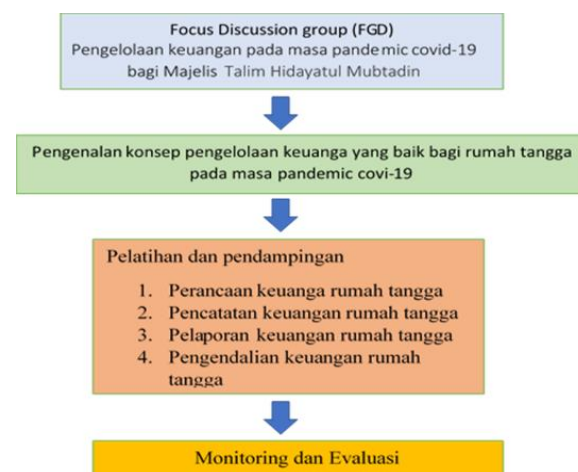 Focus Discussion group (FGD)
Pengelolaan keuangan pada masa pandemic covid-19
bagi Majelis Talim Hidayatul Mubtadin
Pengenalan konsep pengelolaan keuanga yang baik bagi rumah tangga
pada masa pandemic covi-19
Pelatihan dan pendampingan
1. Perancaan keuanga rumah tangga
2. Pencatatan keuangan rumah tangga
3. Pelaporan keuangan rumah tangga
4. Pengendalian keuangan rumah
tangga
Monitoring dan Evaluasi